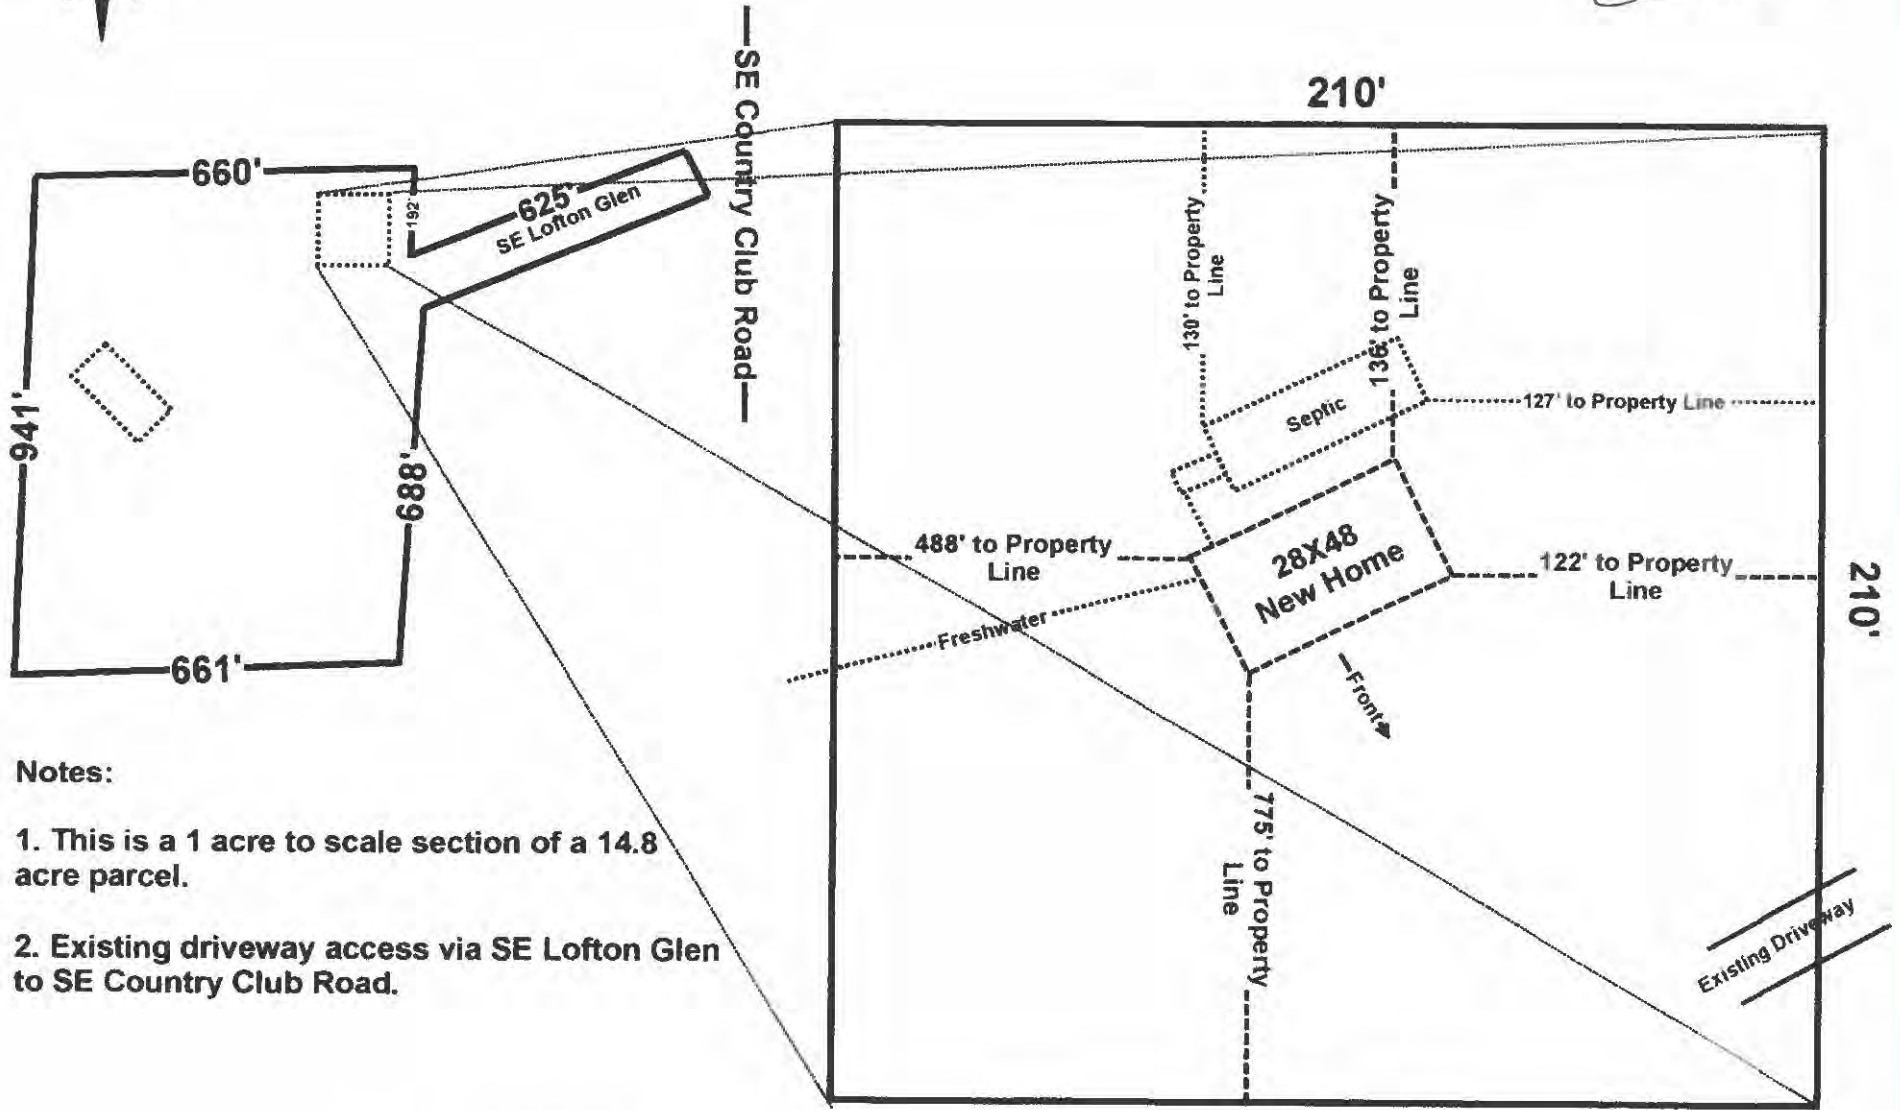 210'
—SE Country Club Road—
660'
192'
625'
SE Lofton Glen
941'
688'
661'
130' to Property
Line
136' to Property
Line
Septic
127' to Property Line
488' to Property
Line
28X48
New Home
122' to Property
Line
210'
Freshwater
Front
775' to Property
Line
Existing Driveway
Notes:
1. This is a 1 acre to scale section of a 14.8
acre parcel.
2. Existing driveway access via SE Lofton Glen
to SE Country Club Road.